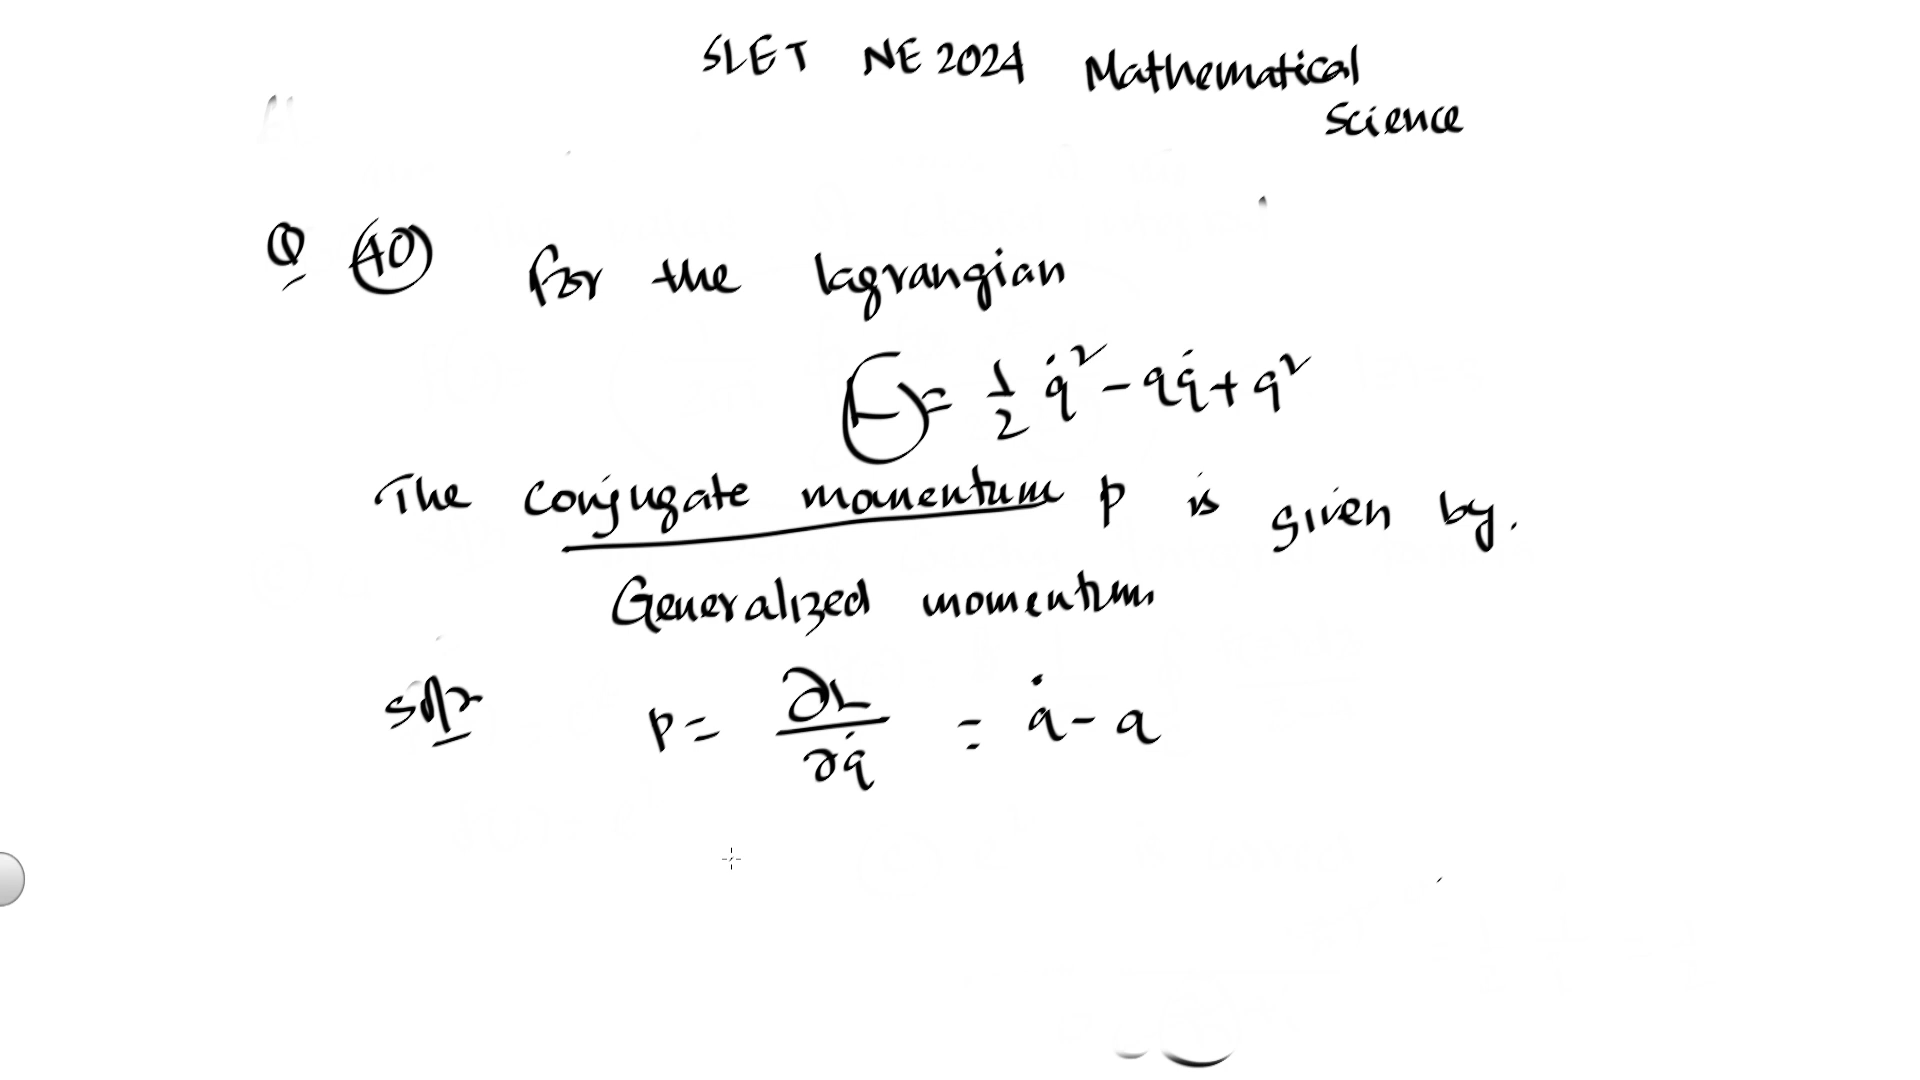 SLET NE 2024 Mathematical
Science
Q 40 for the lagrangian
L = 1/2 q̇² - qq̇ + q²
The conjugate momentum p is given by.
Generalized momentum
Soln p = ∂L/∂q̇ = q̇ - q